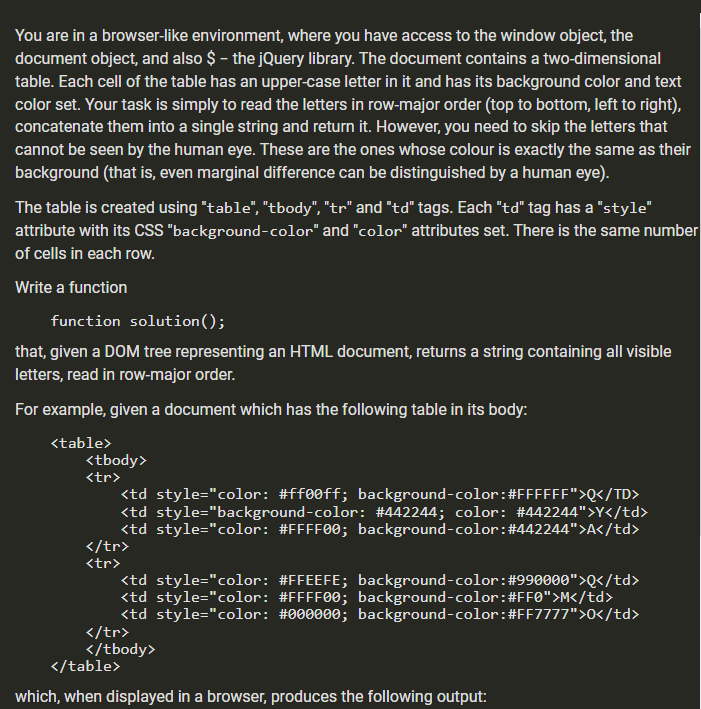 You are in a browser-like environment, where you have access to the window object, the
document object, and also $ – the jQuery library. The document contains a two-dimensional
table. Each cell of the table has an upper-case letter in it and has its background color and text
color set. Your task is simply to read the letters in row-major order (top to bottom, left to right),
concatenate them into a single string and return it. However, you need to skip the letters that
cannot be seen by the human eye. These are the ones whose colour is exactly the same as their
background (that is, even marginal difference can be distinguished by a human eye).
The table is created using "table", "tbody", "tr" and "td" tags. Each "td" tag has a "style"
attribute with its CSS "background-color" and "color" attributes set. There is the same number
of cells in each row.
Write a function
function solution();
that, given a DOM tree representing an HTML document, returns a string containing all visible
letters, read in row-major order.
For example, given a document which has the following table in its body:
<table>
<tbody>
<tr>
<td style="color: #ff00ff; background-color:#FFFFFF">Q</TD>
<td style="background-color: #442244; color: #442244">Y</td>
<td style="color: #FFFF00; background-color:#442244">A</td>
</tr>
<tr>
<td style="color: #FFEEFE; background-color:#990000">Q</td>
<td style="color: #FFFF00; background-color:#FF0">M</td>
<td style="color: #000000; background-color:#FF7777">O</td>
</tr>
</tbody>
</table>
which, when displayed in a browser, produces the following output: